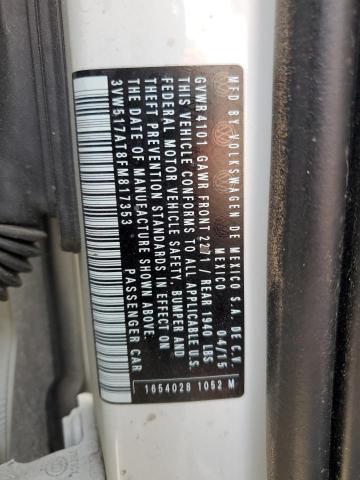 MFD BY VOLKSWAGEN DE MEXICO S.A. DE C.V.
MEXICO 04/15
GVWR 4101 GAWR FRONT 2271 / REAR 1940 LBS
THIS VEHICLE CONFORMS TO ALL APPLICABLE U.S.
FEDERAL MOTOR VEHICLE SAFETY, BUMPER AND
THEFT PREVENTION STANDARDS IN EFFECT ON
THE DATE OF MANUFACTURE SHOWN ABOVE.
3VW517AT8FM817353 PASSENGER CAR
1654028 1052 M